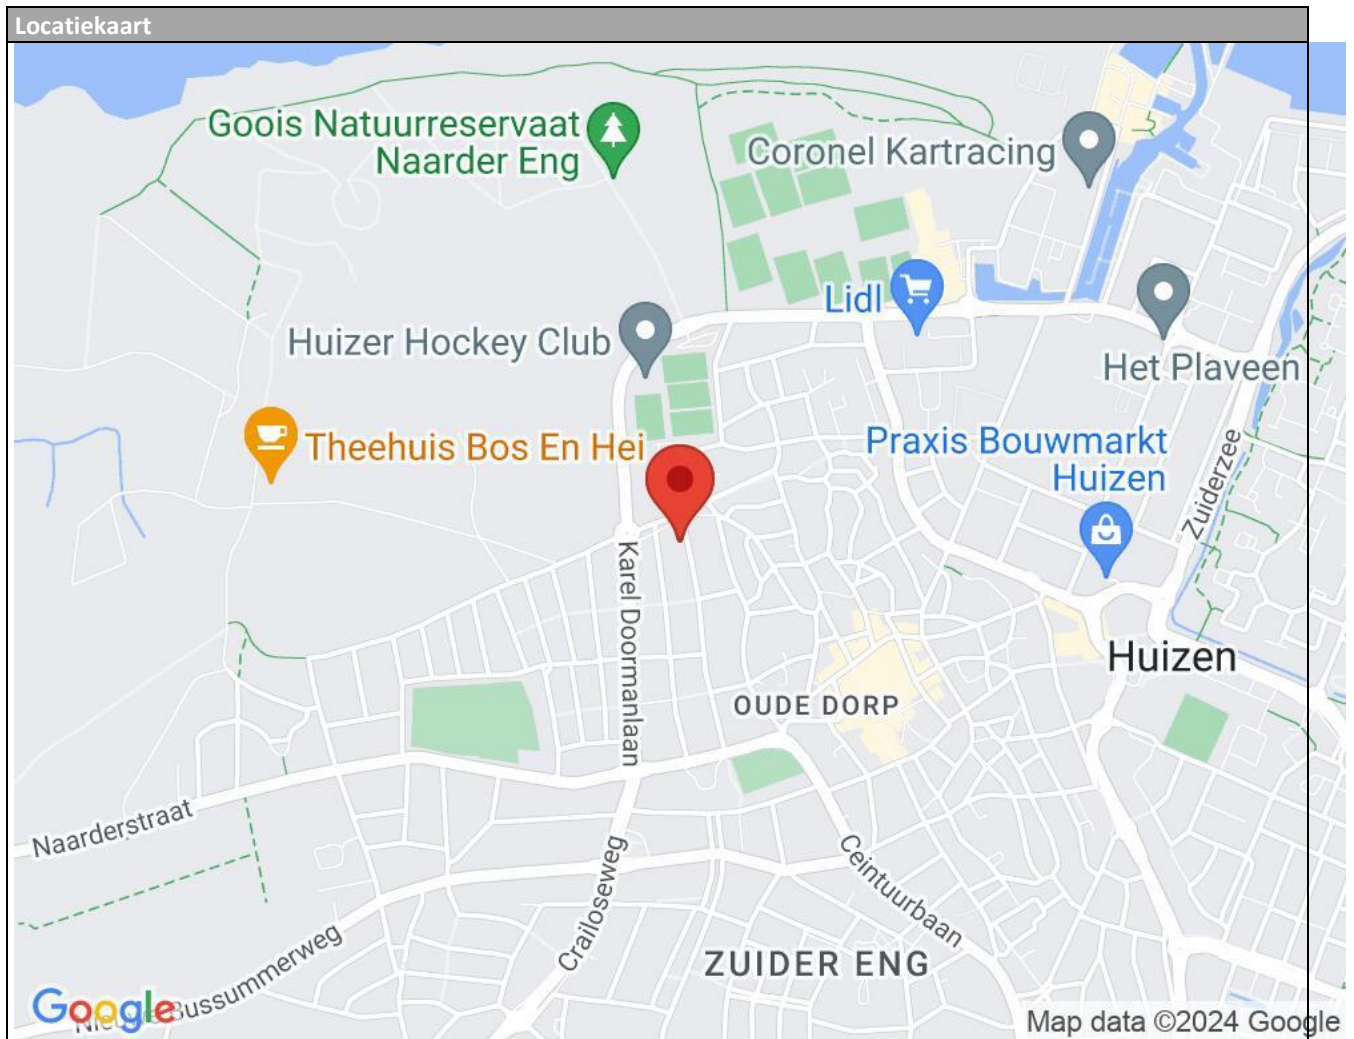 Locatiekaart
Goois Natuurreservaat
Naarder Eng
Coronel Kartracing
Lidl
Huizer Hockey Club
Het Plaveen
Theehuis Bos En Hei
Praxis Bouwmarkt
Huizen
Zuiderzee
Karel Doormanlaan
Huizen
OUDE DORP
Naarderstraat
Ceintuurbaan
Crailoseweg
ZUIDER ENG
Bussummerweg
Google
Map data ©2024 Google